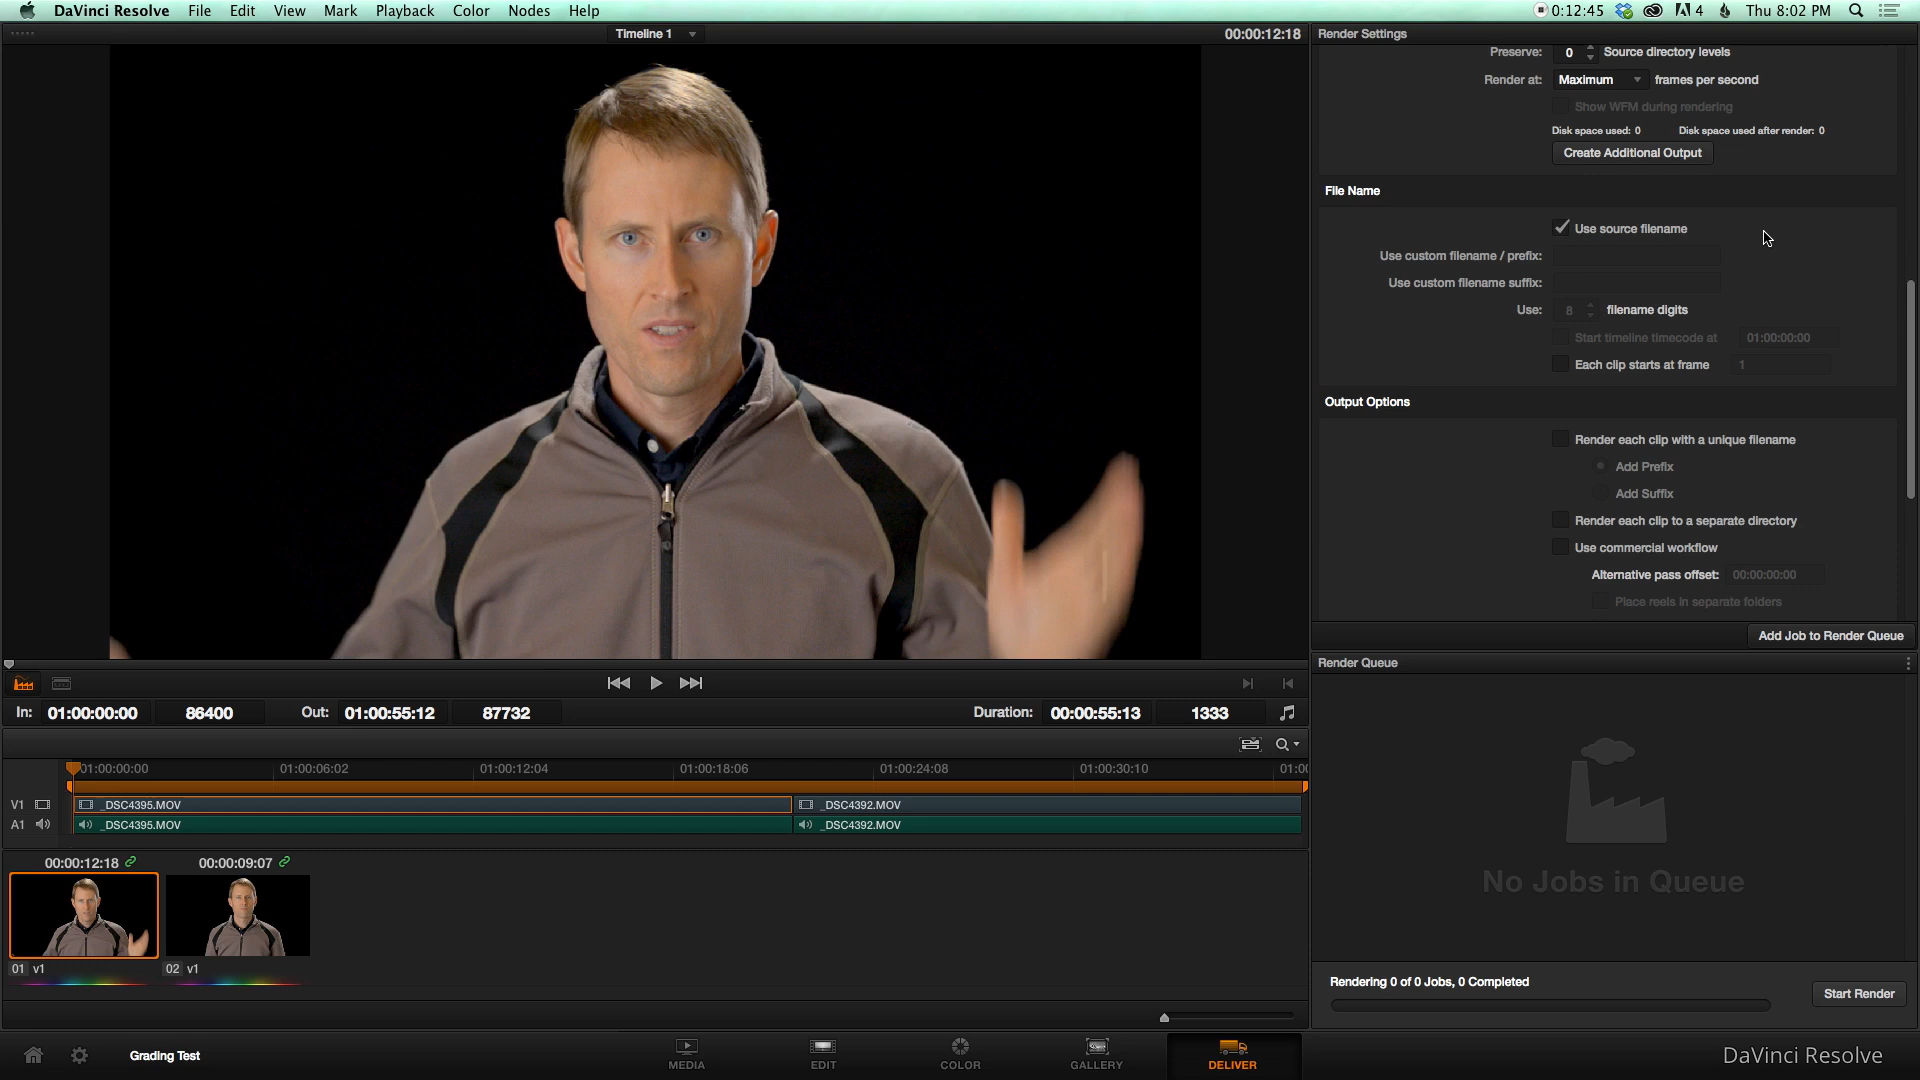 DaVinci Resolve File Edit View Mark Playback Color Nodes Help 0:12:45 4 Thu 8:02 PM
Timeline 1 00:00:12:18 Render Settings
Preserve: 0 Source directory levels
Render at: Maximum frames per second
Show WFM during rendering
Disk space used: 0 Disk space used after render: 0
Create Additional Output
File Name
Use source filename
Use custom filename / prefix:
Use custom filename suffix:
Use: 8 filename digits
Start timeline timecode at 01:00:00:00
Each clip starts at frame 1
Output Options
Render each clip with a unique filename
Add Prefix
Add Suffix
Render each clip to a separate directory
Use commercial workflow
Alternative pass offset: 00:00:00:00
Place reels in separate folders
Add Job to Render Queue
Render Queue
No Jobs in Queue
Rendering 0 of 0 Jobs, 0 Completed
Start Render
In: 01:00:00:00 86400 Out: 01:00:55:12 87732 Duration: 00:00:55:13 1333
01:00:00:00 01:00:06:02 01:00:12:04 01:00:18:06 01:00:24:08 01:00:30:10 01:00
V1 _DSC4395.MOV _DSC4392.MOV
A1 _DSC4395.MOV _DSC4392.MOV
00:00:12:18 00:00:09:07
01 v1 02 v1
Grading Test MEDIA EDIT COLOR GALLERY DELIVER DaVinci Resolve